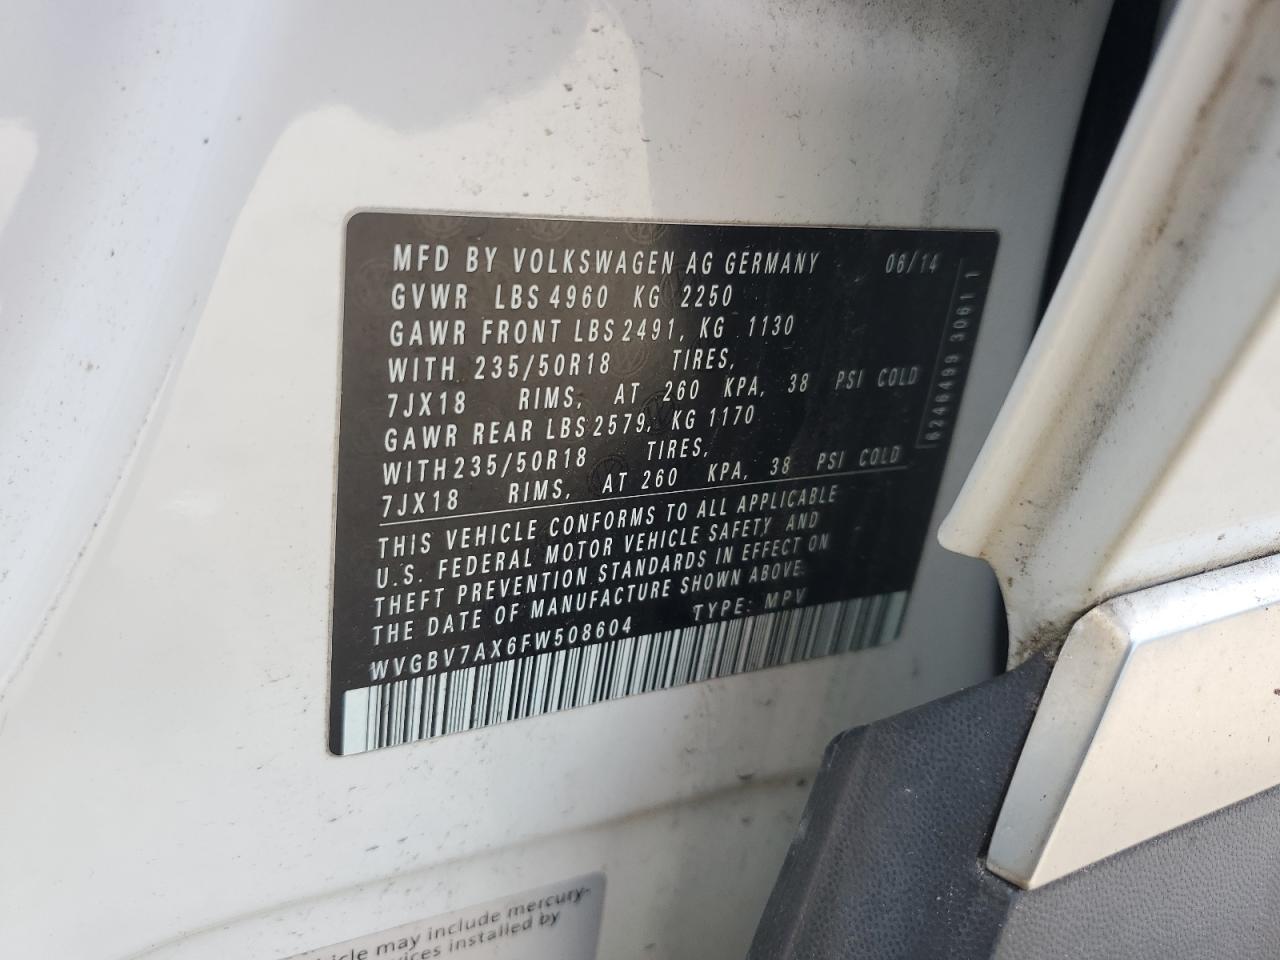 MFD BY VOLKSWAGEN AG GERMANY 06/14
GVWR LBS 4960 KG 2250
GAWR FRONT LBS 2491, KG 1130
WITH 235/50R18 TIRES,
7JX18 RIMS, AT 260 KPA, 38 PSI COLD
GAWR REAR LBS 2579, KG 1170
WITH 235/50R18 TIRES,
7JX18 RIMS, AT 260 KPA, 38 PSI COLD
THIS VEHICLE CONFORMS TO ALL APPLICABLE
U.S. FEDERAL MOTOR VEHICLE SAFETY AND
THEFT PREVENTION STANDARDS IN EFFECT ON
THE DATE OF MANUFACTURE SHOWN ABOVE.
WVGBV7AX6FW508604 TYPE: MPV
6246499 3061 1
may include mercury-
installed by